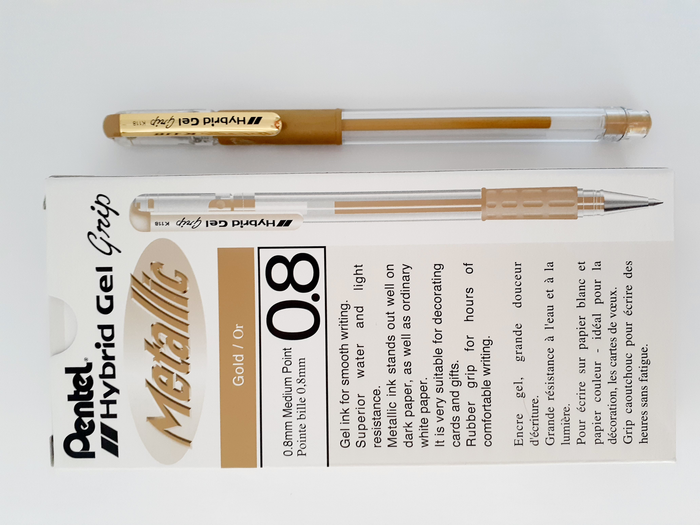 Hybrid Gel Grip K118
Hybrid Gel Grip K118
Pentel®
Hybrid Gel Grip
Metallic
Gold / Or
0.8mm Medium Point
Pointe bille 0,8mm
0.8
Gel ink for smooth writing.
Superior water and light
resistance.
Metallic ink stands out well on
dark paper, as well as ordinary
white paper.
It is very suitable for decorating
cards and gifts.
Rubber grip for hours of
comfortable writing.
Encre gel, grande douceur
d'écriture.
Grande résistance à l'eau et à la
lumière.
Pour écrire sur papier blanc et
papier couleur - idéal pour la
décoration, les cartes de vœux.
Grip caoutchouc pour écrire des
heures sans fatigue.